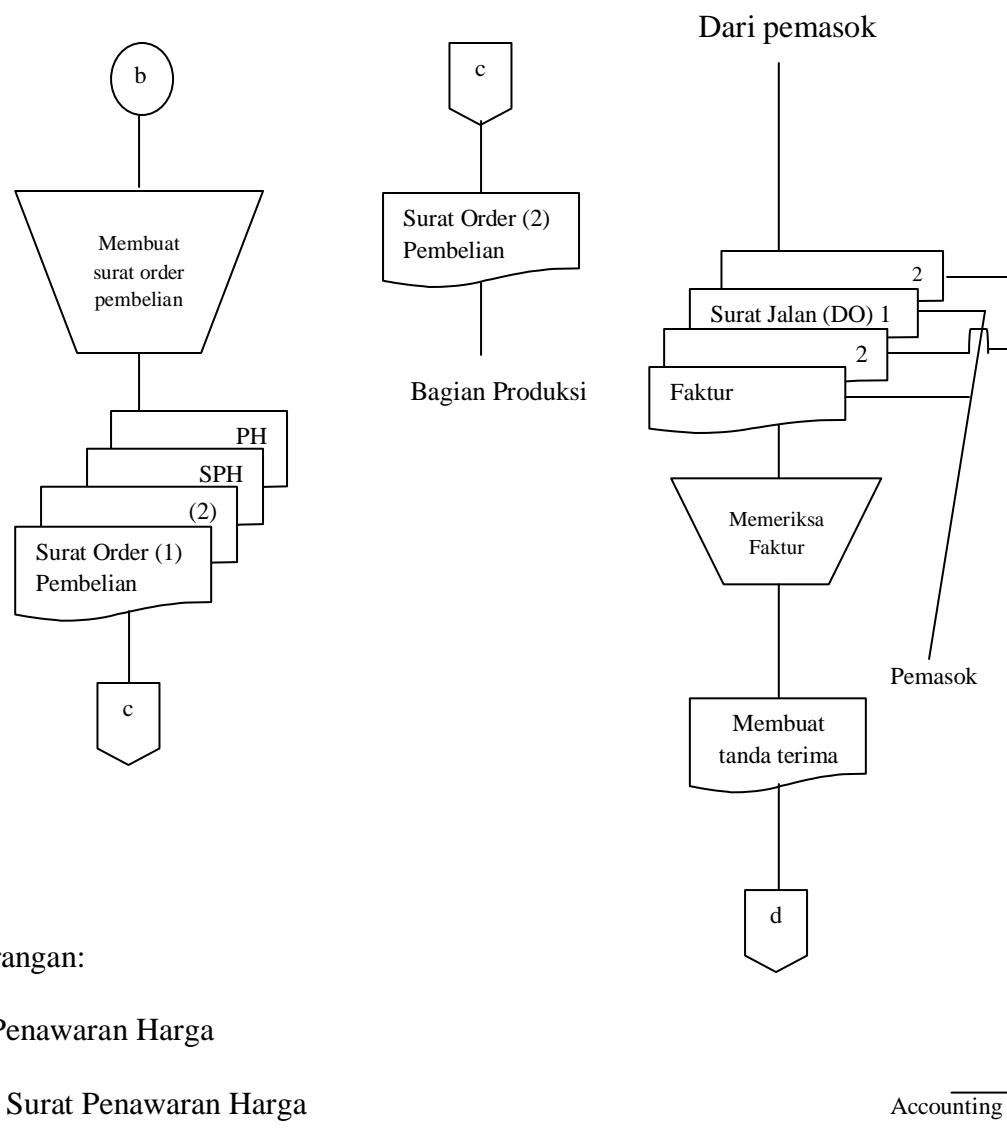 b
Membuat
surat order
pembelian
PH
SPH
(2)
Surat Order (1)
Pembelian
c
c
Surat Order (2)
Pembelian
Bagian Produksi
Dari pemasok
2
Surat Jalan (DO) 1
2
Faktur
Memeriksa
Faktur
Pemasok
Membuat
tanda terima
d
rangan:
Penawaran Harga
Surat Penawaran Harga
Accounting